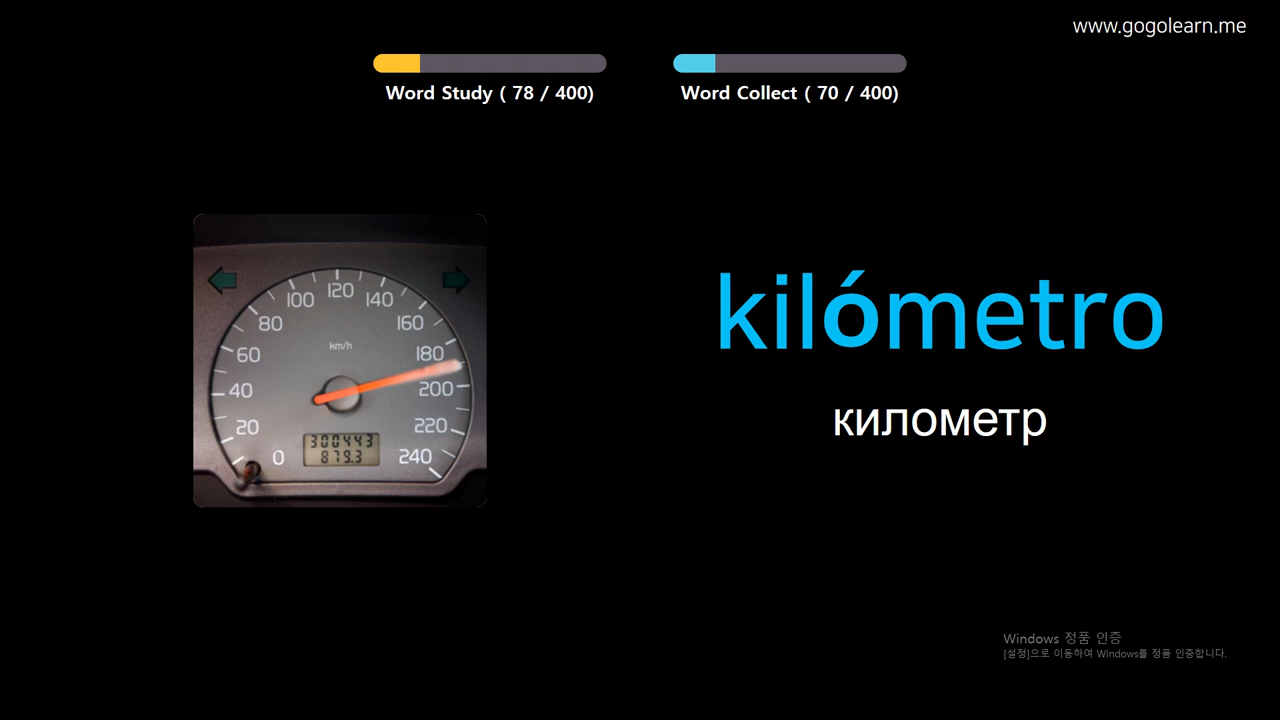 www.gogolearn.me
Word Study ( 78 / 400)
Word Collect ( 70 / 400)
100 120 140
80 160
km/h
60 180
40 200
20 220
300443
0 240
879.3
kilómetro
километр
Windows 정품 인증
[설정]으로 이동하여 Windows를 정품 인증합니다.